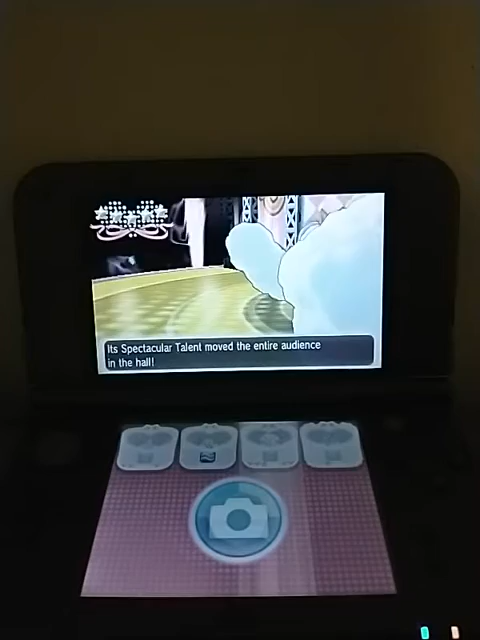 Its Spectacular Talent moved the entire audience
in the hall!